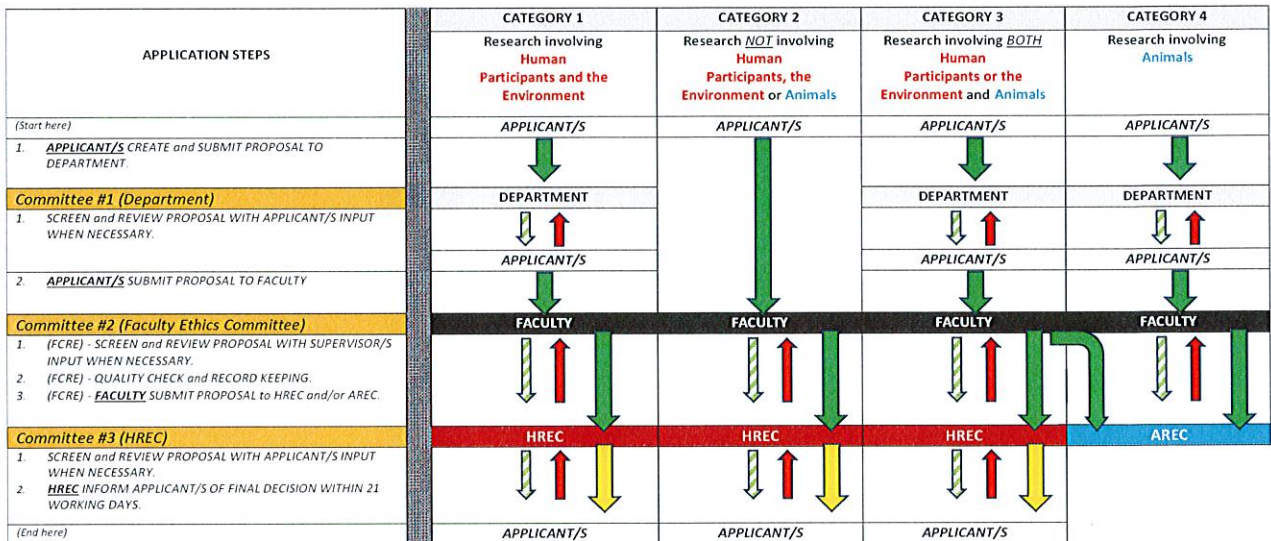 CATEGORY 1 CATEGORY 2 CATEGORY 3 CATEGORY 4
APPLICATION STEPS
Research involving
Human
Participants and the
Environment
Research NOT involving
Human
Participants, the
Environment or Animals
Research involving BOTH
Human
Participants or the
Environment and Animals
Research involving
Animals
(Start here) APPLICANT/S APPLICANT/S APPLICANT/S APPLICANT/S
1. APPLICANT/S CREATE and SUBMIT PROPOSAL TO
DEPARTMENT.
Committee #1 (Department) DEPARTMENT DEPARTMENT DEPARTMENT
1. SCREEN and REVIEW PROPOSAL WITH APPLICANT/S INPUT
WHEN NECESSARY.
APPLICANT/S APPLICANT/S APPLICANT/S
2. APPLICANT/S SUBMIT PROPOSAL TO FACULTY
Committee #2 (Faculty Ethics Committee) FACULTY FACULTY FACULTY FACULTY
1. (FCRE) - SCREEN and REVIEW PROPOSAL WITH SUPERVISOR/S
INPUT WHEN NECESSARY.
2. (FCRE) - QUALITY CHECK and RECORD KEEPING.
3. (FCRE) - FACULTY SUBMIT PROPOSAL to HREC and/or AREC.
Committee #3 (HREC) HREC HREC HREC AREC
1. SCREEN and REVIEW PROPOSAL WITH APPLICANT/S INPUT
WHEN NECESSARY.
2. HREC INFORM APPLICANT/S OF FINAL DECISION WITHIN 21
WORKING DAYS.
(End here) APPLICANT/S APPLICANT/S APPLICANT/S